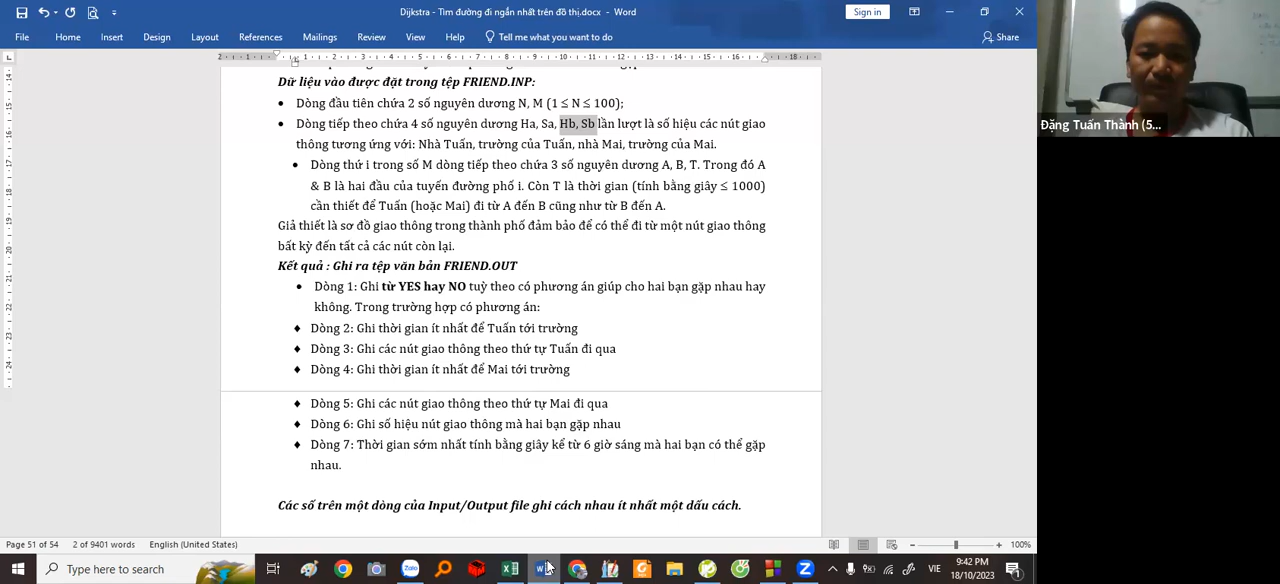 Dijkstra - Tìm đường đi ngắn nhất trên đồ thị.docx - Word
Sign in
File Home Insert Design Layout References Mailings Review View Help Tell me what you want to do Share
Dữ liệu vào được đặt trong tệp FRIEND.INP:
• Dòng đầu tiên chứa 2 số nguyên dương N, M (1 ≤ N ≤ 100);
• Dòng tiếp theo chứa 4 số nguyên dương Ha, Sa, Hb, Sb lần lượt là số hiệu các nút giao
thông tương ứng với: Nhà Tuấn, trường của Tuấn, nhà Mai, trường của Mai.
• Dòng thứ i trong số M dòng tiếp theo chứa 3 số nguyên dương A, B, T. Trong đó A
& B là hai đầu của tuyến đường phố i. Còn T là thời gian (tính bằng giây ≤ 1000)
cần thiết để Tuấn (hoặc Mai) đi từ A đến B cũng như từ B đến A.
Giả thiết là sơ đồ giao thông trong thành phố đảm bảo để có thể đi từ một nút giao thông
bất kỳ đến tất cả các nút còn lại.
Kết quả : Ghi ra tệp văn bản FRIEND.OUT
• Dòng 1: Ghi từ YES hay NO tuỳ theo có phương án giúp cho hai bạn gặp nhau hay
không. Trong trường hợp có phương án:
♦ Dòng 2: Ghi thời gian ít nhất để Tuấn tới trường
♦ Dòng 3: Ghi các nút giao thông theo thứ tự Tuấn đi qua
♦ Dòng 4: Ghi thời gian ít nhất để Mai tới trường
♦ Dòng 5: Ghi các nút giao thông theo thứ tự Mai đi qua
♦ Dòng 6: Ghi số hiệu nút giao thông mà hai bạn gặp nhau
♦ Dòng 7: Thời gian sớm nhất tính bằng giây kể từ 6 giờ sáng mà hai bạn có thể gặp
nhau.
Các số trên một dòng của Input/Output file ghi cách nhau ít nhất một dấu cách.
Page 51 of 54 2 of 9401 words English (United States) 100%
Type here to search
Zalo
VIE
9:42 PM
18/10/2023
Đặng Tuấn Thành (5...